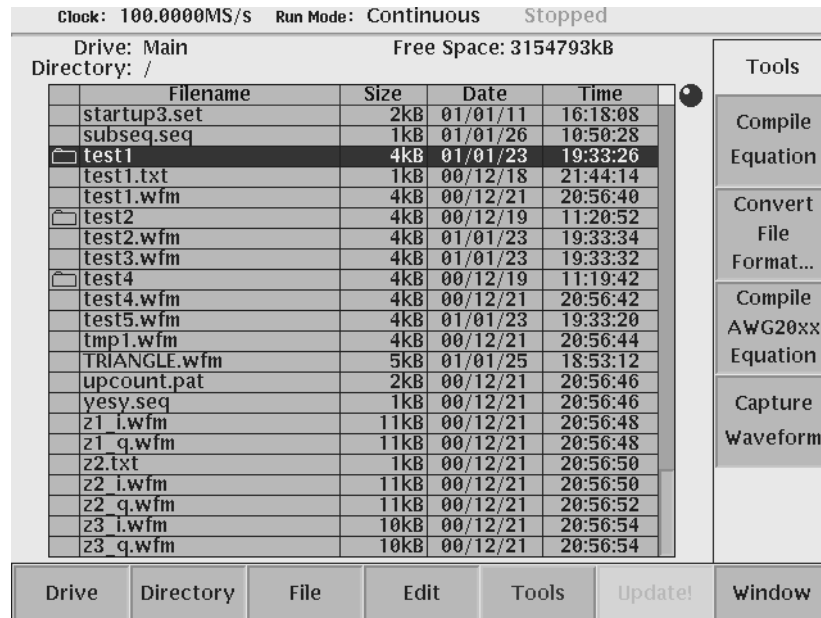 Clock: 100.0000MS/s Run Mode: Continuous Stopped
Drive: Main Free Space: 3154793kB
Directory: /
Filename Size Date Time
startup3.set 2kB 01/01/11 16:18:08
subseq.seq 1kB 01/01/26 10:50:28
test1 4kB 01/01/23 19:33:26
test1.txt 1kB 00/12/18 21:44:14
test1.wfm 4kB 00/12/21 20:56:40
test2 4kB 00/12/19 11:20:52
test2.wfm 4kB 01/01/23 19:33:34
test3.wfm 4kB 01/01/23 19:33:32
test4 4kB 00/12/19 11:19:42
test4.wfm 4kB 00/12/21 20:56:42
test5.wfm 4kB 01/01/23 19:33:20
tmp1.wfm 4kB 00/12/21 20:56:44
TRIANGLE.wfm 5kB 01/01/25 18:53:12
upcount.pat 2kB 00/12/21 20:56:46
yesy.seq 1kB 00/12/21 20:56:46
z1_i.wfm 11kB 00/12/21 20:56:48
z1_q.wfm 11kB 00/12/21 20:56:48
z2.txt 1kB 00/12/21 20:56:50
z2_i.wfm 11kB 00/12/21 20:56:50
z2_q.wfm 11kB 00/12/21 20:56:52
z3_i.wfm 10kB 00/12/21 20:56:54
z3_q.wfm 10kB 00/12/21 20:56:54
Tools
Compile
Equation
Convert
File
Format...
Compile
AWG20xx
Equation
Capture
Waveform
Drive Directory File Edit Tools Update! Window